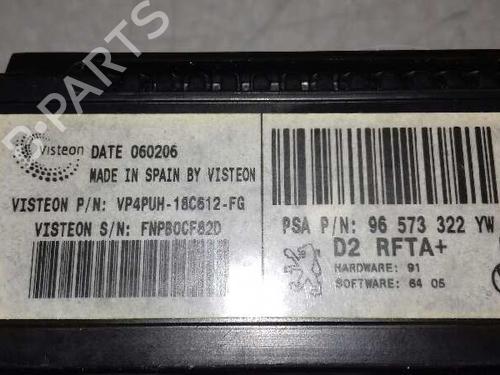 Visteon DATE 060206
MADE IN SPAIN BY VISTEON
VISTEON P/N: VP4PUH-18C612-FG
VISTEON S/N: FNPB0CF82D
PSA P/N: 96 573 322 YW
D2 RFTA+
HARDWARE: 91
SOFTWARE: 64 05
B-PARTS